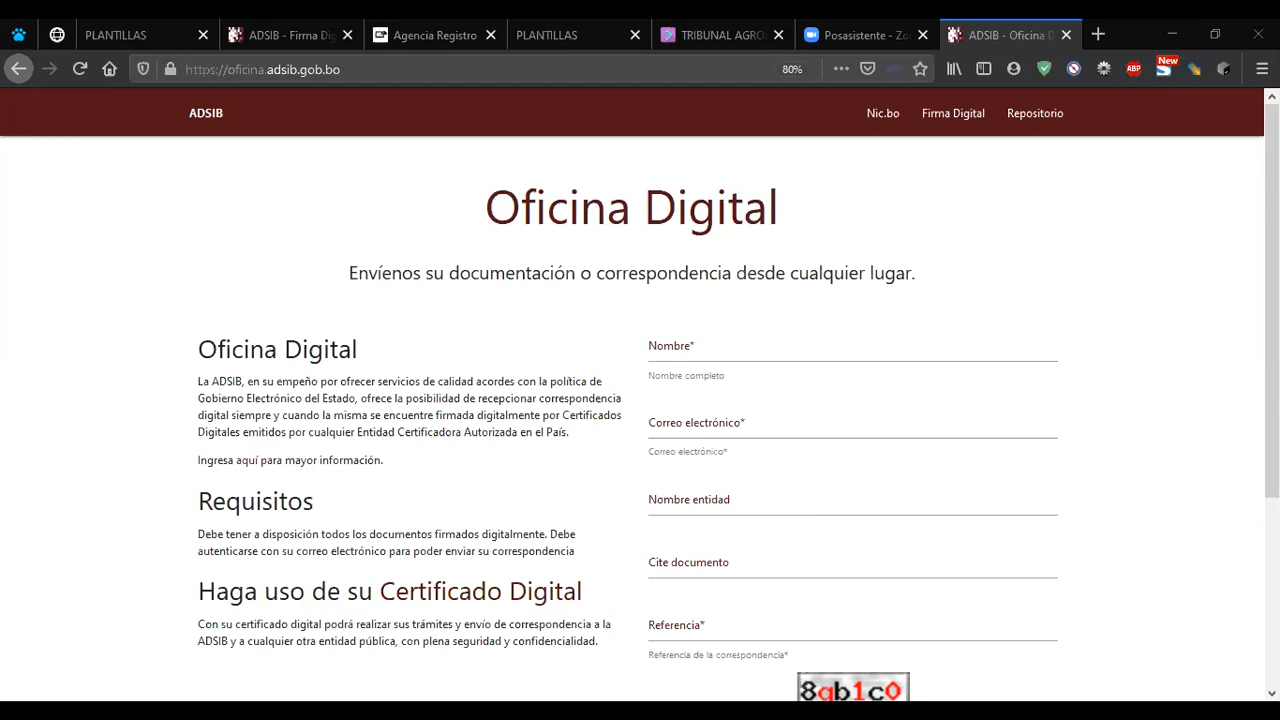 PLANTILLAS
ADSIB - Firma Dig
Agencia Registro
PLANTILLAS
TRIBUNAL AGRO
Posasistente - Zo
ADSIB - Oficina D
https://oficina.adsib.gob.bo
80%
ABP
New
S
ADSIB
Nic.bo
Firma Digital
Repositorio
Oficina Digital
Envíenos su documentación o correspondencia desde cualquier lugar.
Oficina Digital
La ADSIB, en su empeño por ofrecer servicios de calidad acordes con la política de
Gobierno Electrónico del Estado, ofrece la posibilidad de recepcionar correspondencia
digital siempre y cuando la misma se encuentre firmada digitalmente por Certificados
Digitales emitidos por cualquier Entidad Certificadora Autorizada en el País.
Ingresa aquí para mayor información.
Requisitos
Debe tener a disposición todos los documentos firmados digitalmente. Debe
autenticarse con su correo electrónico para poder enviar su correspondencia
Haga uso de su Certificado Digital
Con su certificado digital podrá realizar sus trámites y envío de correspondencia a la
ADSIB y a cualquier otra entidad pública, con plena seguridad y confidencialidad.
Nombre*
Nombre completo
Correo electrónico*
Correo electrónico*
Nombre entidad
Cite documento
Referencia*
Referencia de la correspondencia*
8qb1c0